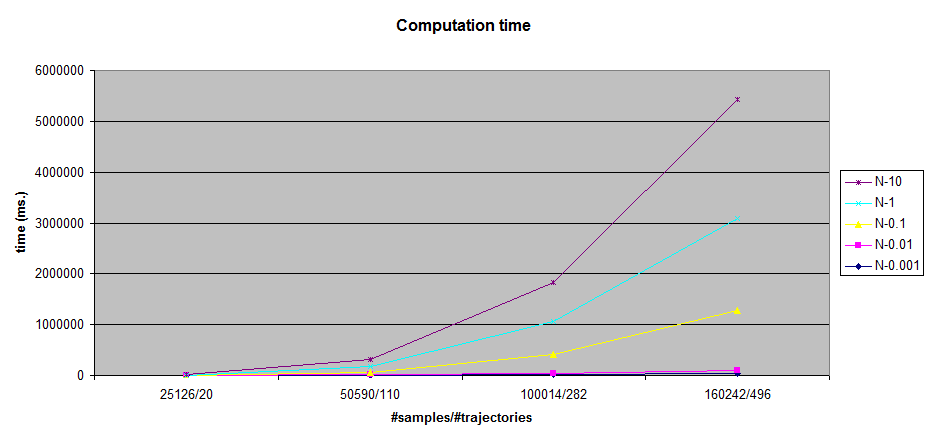 Computation time
6000000
5000000
4000000
3000000
2000000
1000000
0
time (ms.)
25126/20
50590/110
100014/282
160242/496
#samples/#trajectories
N-10
N-1
N-0.1
N-0.01
N-0.001